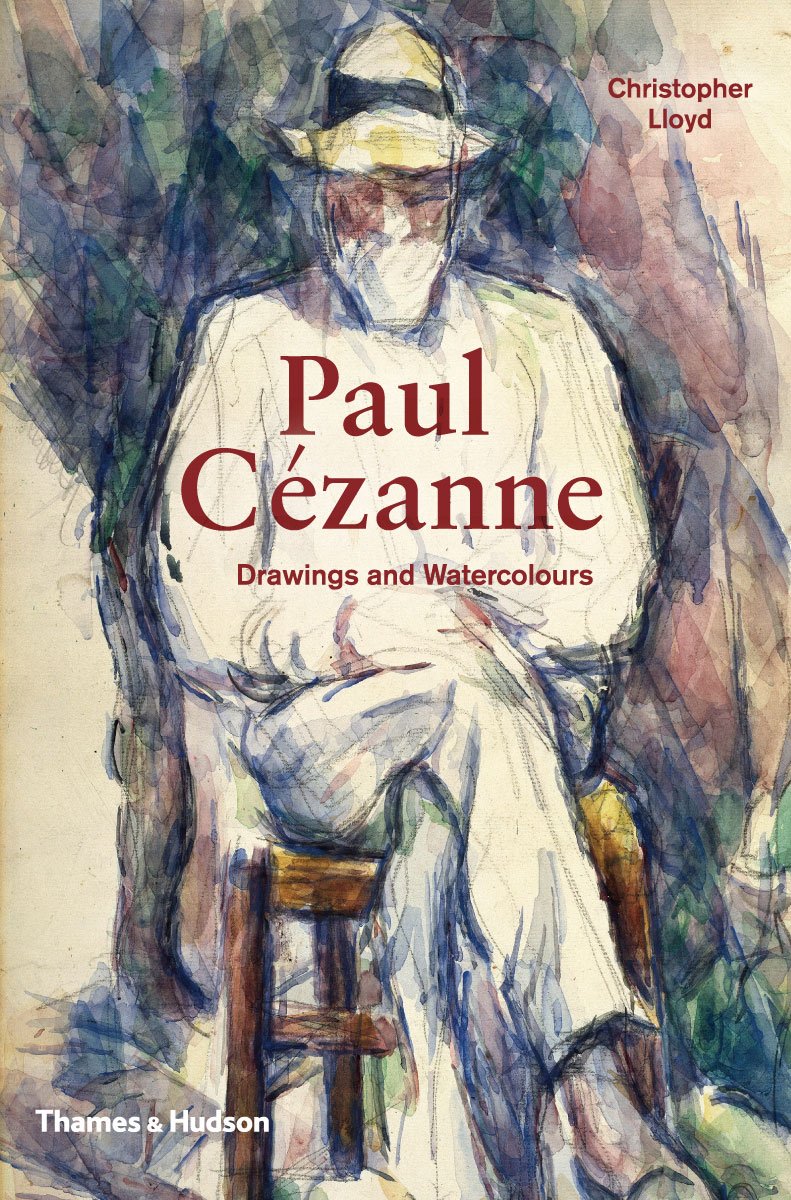 Christopher
Lloyd
Paul
Cézanne
Drawings and Watercolours
Thames & Hudson